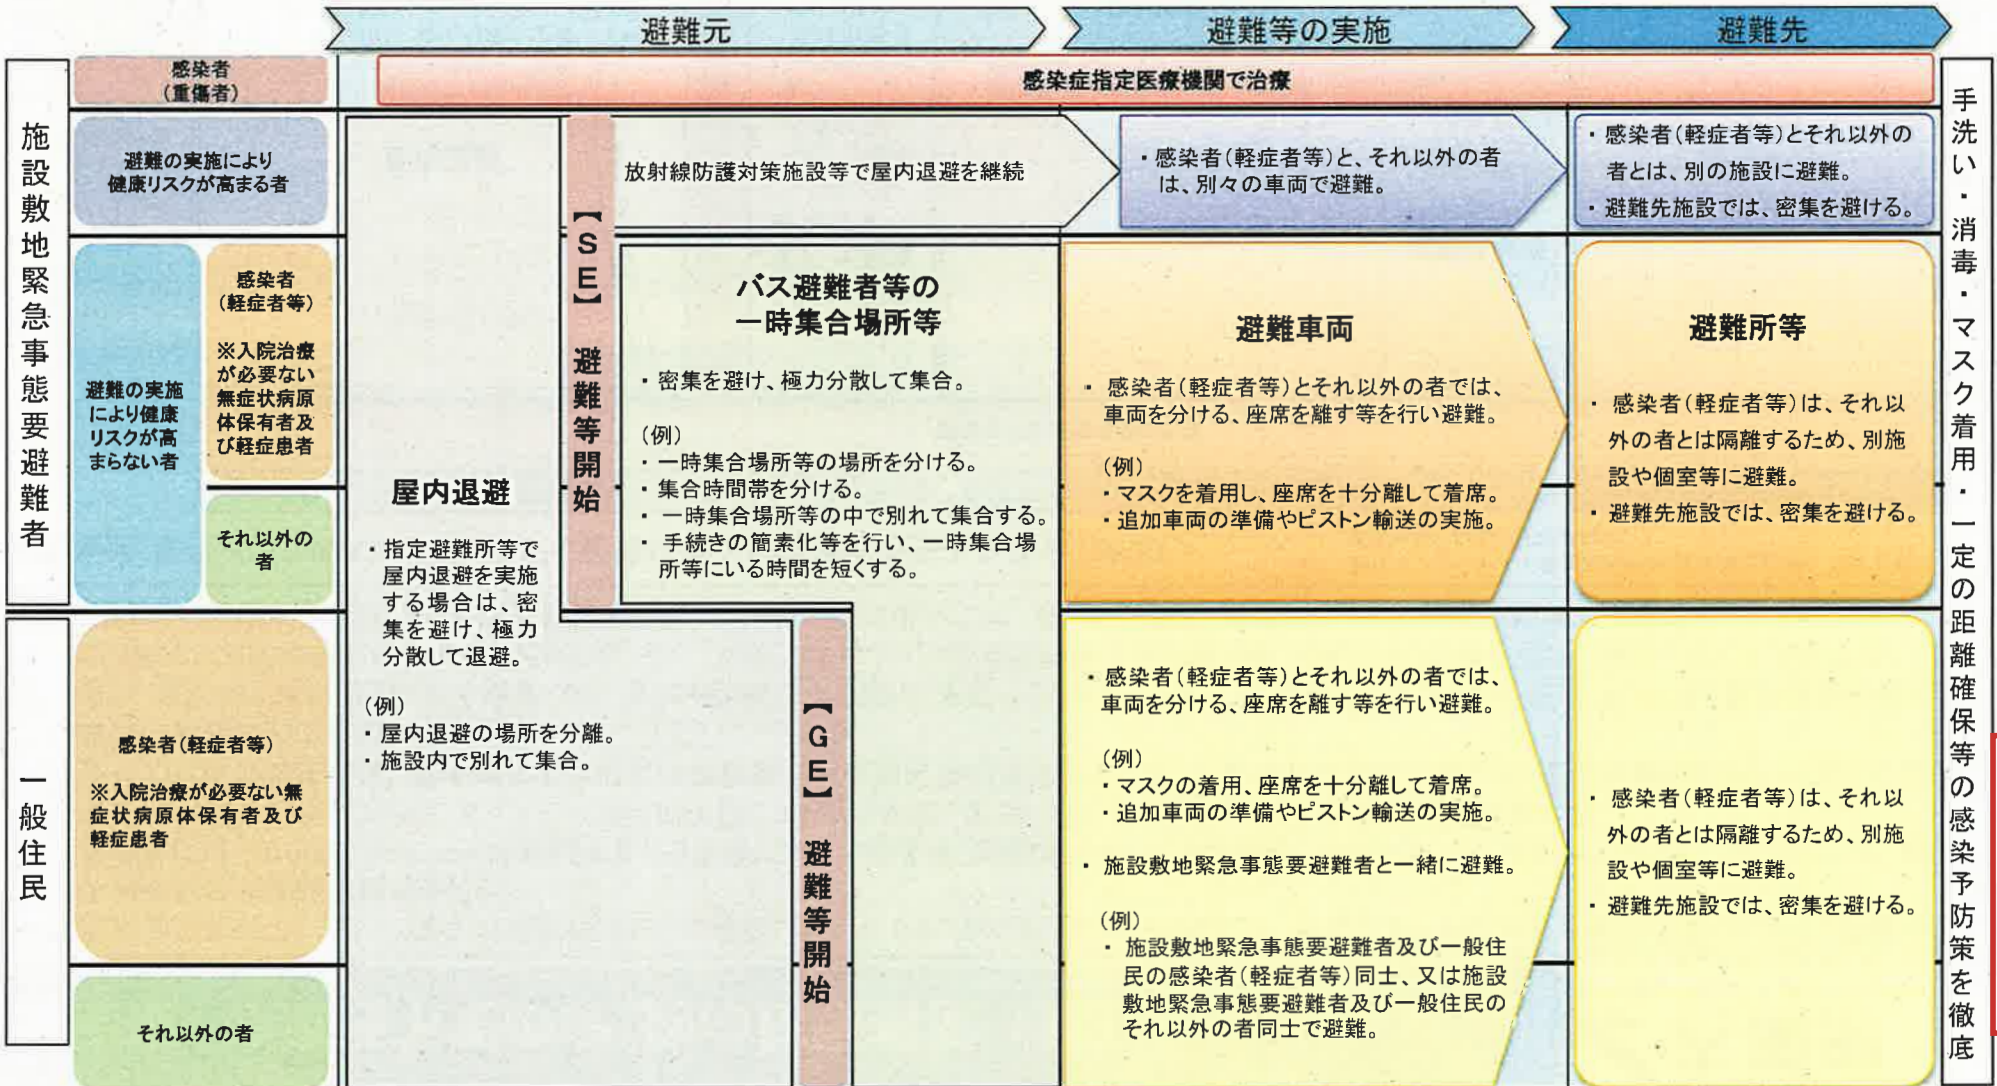 避難元
避難等の実施
避難先
施設敷地緊急事態要避難者
感染者
(重傷者)
感染症指定医療機関で治療
避難の実施により
健康リスクが高まる者
放射線防護対策施設等で屋内退避を継続
・感染者(軽症者等)と、それ以外の者
は、別々の車両で避難。
・感染者(軽症者等)とそれ以外の
者とは、別の施設に避難。
・避難先施設では、密集を避ける。
避難の実施
により健康
リスクが高
まらない者
感染者
(軽症者等)
※入院治療
が必要ない
無症状病原
体保有者及
び軽症患者
それ以外の
者
屋内退避
・指定避難所等で
屋内退避を実施
する場合は、密
集を避け、極力
分散して退避。
(例)
・屋内退避の場所を分離。
・施設内で別れて集合。
【SE】避難等開始
バス避難者等の
一時集合場所等
・密集を避け、極力分散して集合。
(例)
・一時集合場所等の場所を分ける。
・集合時間帯を分ける。
・一時集合場所等の中で別れて集合する。
・手続きの簡素化等を行い、一時集合場
所等にいる時間を短くする。
避難車両
・感染者(軽症者等)とそれ以外の者では、
車両を分ける、座席を離す等を行い避難。
(例)
・マスクを着用し、座席を十分離して着席。
・追加車両の準備やピストン輸送の実施。
避難所等
・感染者(軽症者等)は、それ以
外の者とは隔離するため、別施
設や個室等に避難。
・避難先施設では、密集を避ける。
一般住民
感染者(軽症者等)
※入院治療が必要ない無
症状病原体保有者及び
軽症患者
それ以外の者
【GE】避難等開始
・感染者(軽症者等)とそれ以外の者では、
車両を分ける、座席を離す等を行い避難。
(例)
・マスクの着用、座席を十分離して着席。
・追加車両の準備やピストン輸送の実施。
・施設敷地緊急事態要避難者と一緒に避難。
(例)
・施設敷地緊急事態要避難者及び一般住
民の感染者(軽症者等)同士、又は施設
敷地緊急事態要避難者及び一般住民の
それ以外の者同士で避難。
・感染者(軽症者等)は、それ以
外の者とは隔離するため、別施
設や個室等に避難。
・避難先施設では、密集を避ける。
手洗い・消毒・マスク着用・一定の距離確保等の感染予防策を徹底